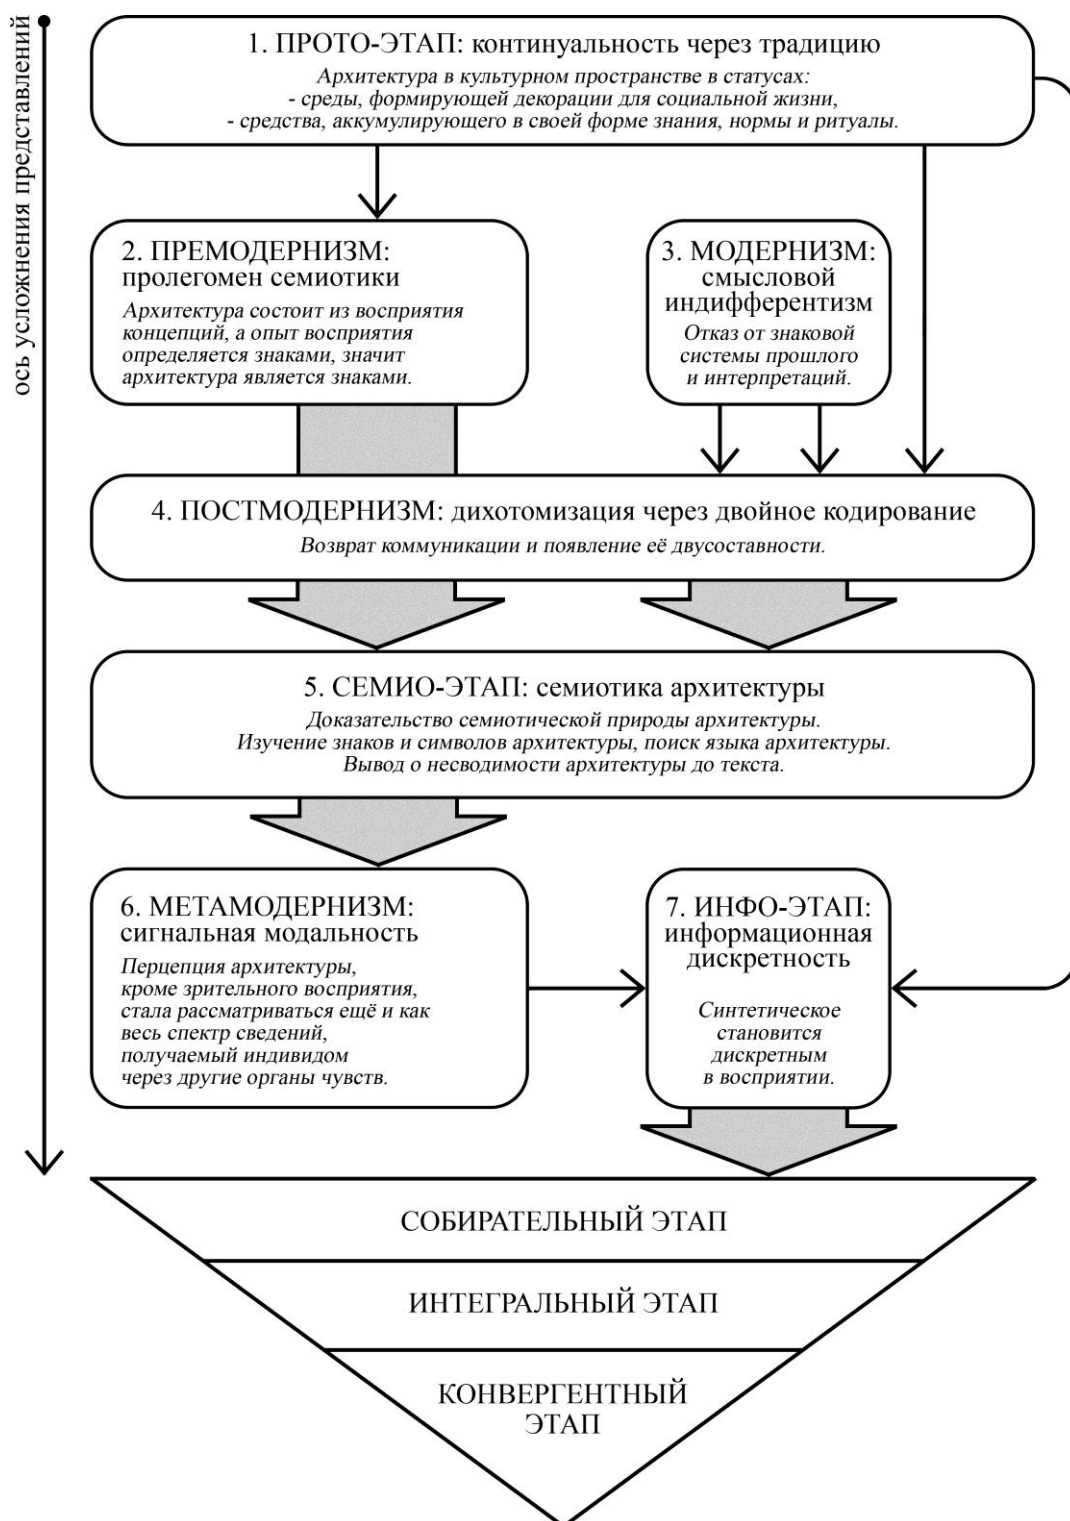 ось усложнения представлений
1. ПРОТО-ЭТАП: континуальность через традицию
Архитектура в культурном пространстве в статусах:
- среды, формирующей декорации для социальной жизни,
- средства, аккумулирующего в своей форме знания, нормы и ритуалы.
2. ПРЕМОДЕРНИЗМ:
пролегомен семиотики
Архитектура состоит из восприятия
концепций, а опыт восприятия
определяется знаками, значит
архитектура является знаками.
3. МОДЕРНИЗМ:
смысловой
индифферентизм
Отказ от знаковой
системы прошлого
и интерпретаций.
4. ПОСТМОДЕРНИЗМ: дихотомизация через двойное кодирование
Возврат коммуникации и появление её двусоставности.
5. СЕМИО-ЭТАП: семиотика архитектуры
Доказательство семиотической природы архитектуры.
Изучение знаков и символов архитектуры, поиск языка архитектуры.
Вывод о несводимости архитектуры до текста.
6. МЕТАМОДЕРНИЗМ:
сигнальная модальность
Перцепция архитектуры,
кроме зрительного восприятия,
стала рассматриваться ещё и как
весь спектр сведений,
получаемый индивидом
через другие органы чувств.
7. ИНФО-ЭТАП:
информационная
дискретность
Синтетическое
становится
дискретным
в восприятии.
СОБИРАТЕЛЬНЫЙ ЭТАП
ИНТЕГРАЛЬНЫЙ ЭТАП
КОНВЕРГЕНТНЫЙ
ЭТАП